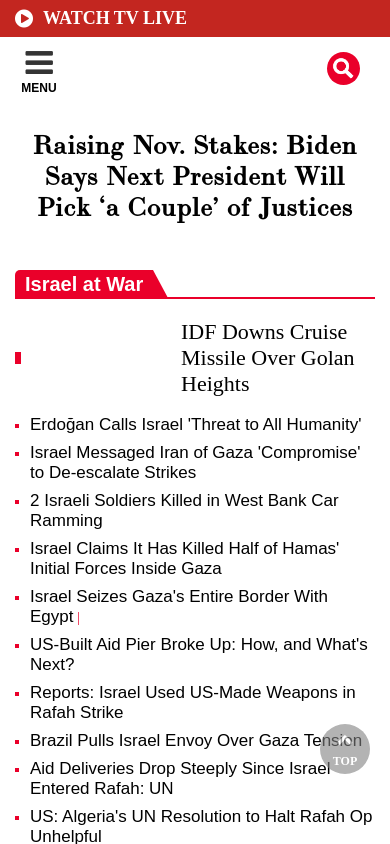 WATCH TV LIVE
MENU
Raising Nov. Stakes: Biden
Says Next President Will
Pick ‘a Couple’ of Justices
Israel at War
IDF Downs Cruise
Missile Over Golan
Heights
Erdoğan Calls Israel 'Threat to All Humanity'
Israel Messaged Iran of Gaza 'Compromise'
to De-escalate Strikes
2 Israeli Soldiers Killed in West Bank Car
Ramming
Israel Claims It Has Killed Half of Hamas'
Initial Forces Inside Gaza
Israel Seizes Gaza's Entire Border With
Egypt |
US-Built Aid Pier Broke Up: How, and What's
Next?
Reports: Israel Used US-Made Weapons in
Rafah Strike
Brazil Pulls Israel Envoy Over Gaza Tension
Aid Deliveries Drop Steeply Since Israel
TOP
Entered Rafah: UN
US: Algeria's UN Resolution to Halt Rafah Op
Unhelpful